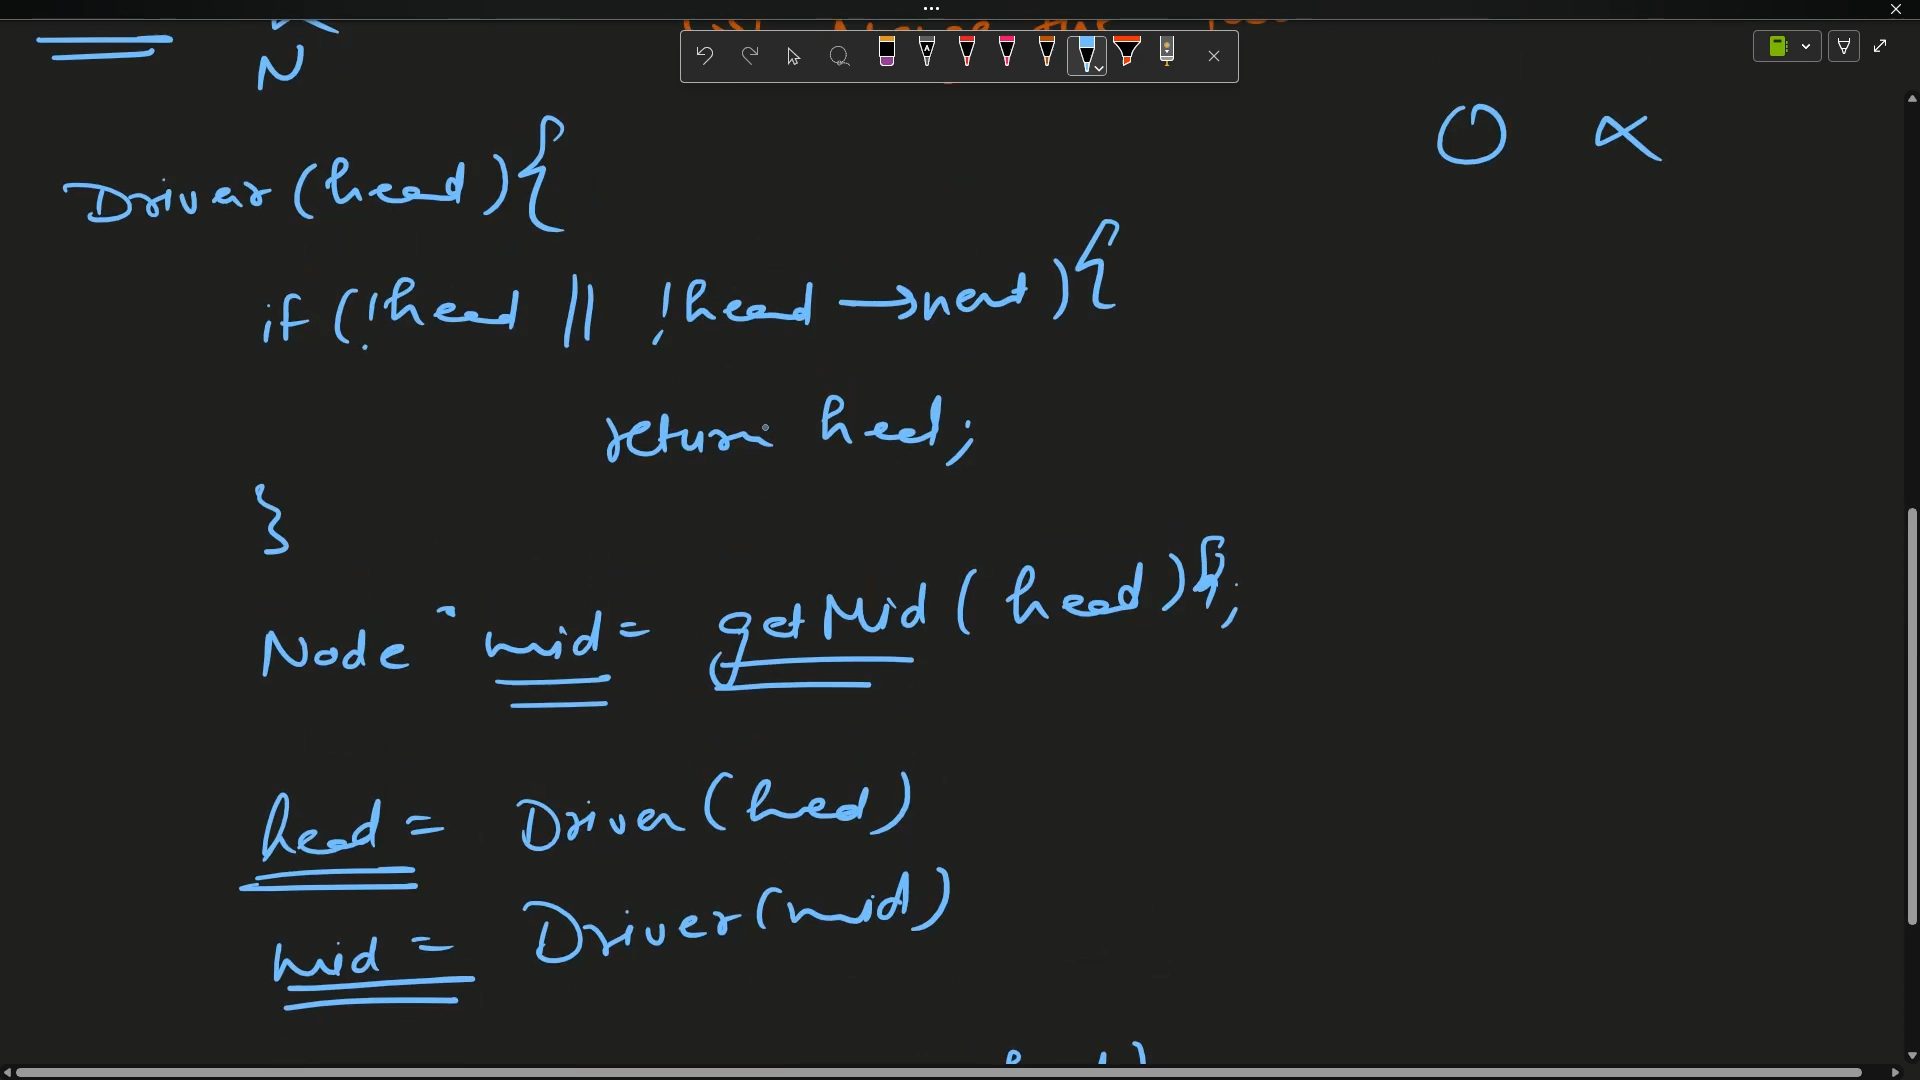 N
O ∝
Driver (head) {
if (!head || !head → next) {
return head;
}
Node * mid = getMid (head);
head = Driver (head)
mid = Driver (mid)